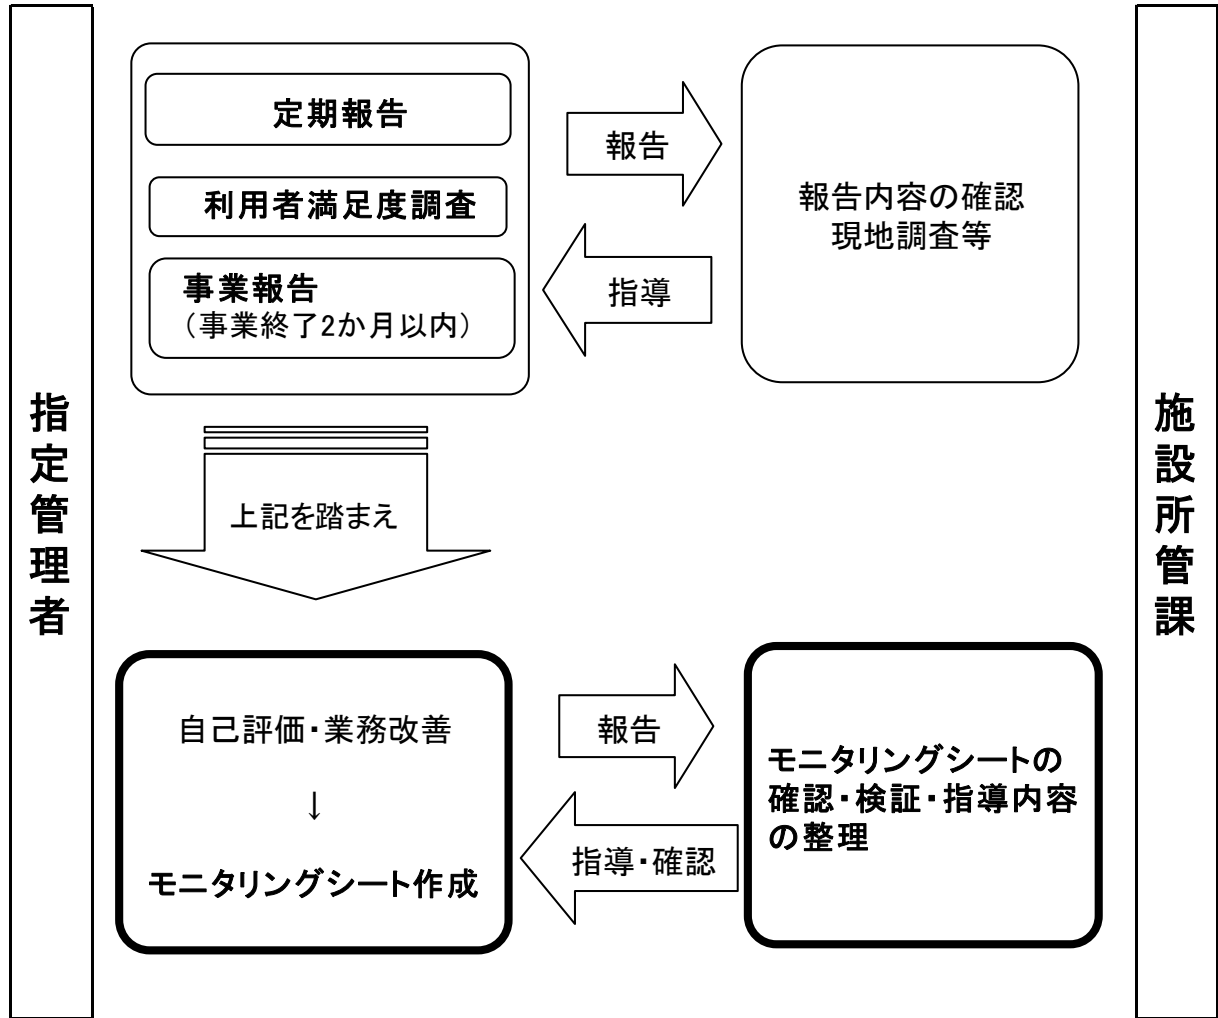 指定管理者
定期報告
利用者満足度調査
事業報告
（事業終了2か月以内）
報告
指導
報告内容の確認
現地調査等
上記を踏まえ
自己評価・業務改善
↓
モニタリングシート作成
報告
指導・確認
モニタリングシートの
確認・検証・指導内容
の整理
施設所管課